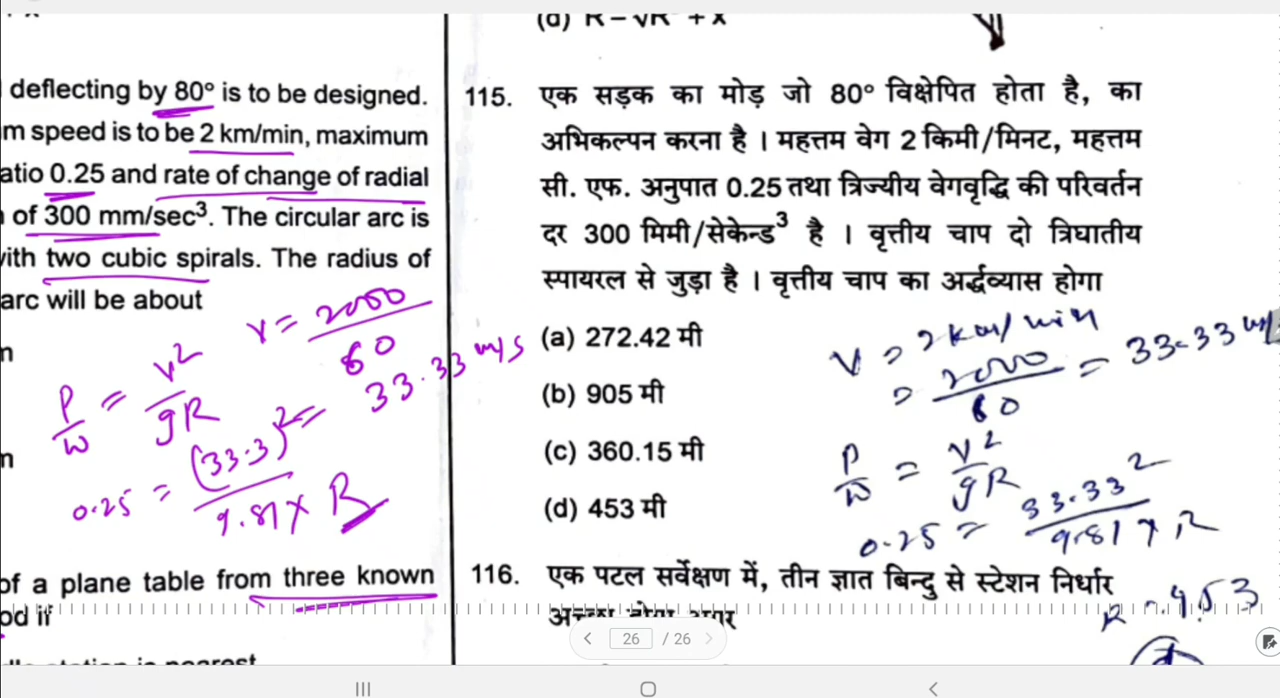 deflecting by 80° is to be designed.
m speed is to be 2 km/min, maximum
atio 0.25 and rate of change of radial
of 300 mm/sec³. The circular arc is
ith two cubic spirals. The radius of
arc will be about
m
V = 2000
60
= 33.33 m/s
P/W = V²/gR
0.25 = (33.3)²
9.81 × R
of a plane table from three known
od if
(d) R – √R + x
115. एक सड़क का मोड़ जो 80° विक्षेपित होता है, का
अभिकल्पन करना है । महत्तम वेग 2 किमी/मिनट, महत्तम
सी. एफ. अनुपात 0.25 तथा त्रिज्यीय वेगवृद्धि की परिवर्तन
दर 300 मिमी/सेकेन्ड³ है । वृत्तीय चाप दो त्रिघातीय
स्पायरल से जुड़ा है । वृत्तीय चाप का अर्द्धव्यास होगा
(a) 272.42 मी
(b) 905 मी
(c) 360.15 मी
(d) 453 मी
V = 2 km/min
= 2000/60 = 33.33 m/
P/W = V²/gR
0.25 = 33.33²
9.81 × R
R = 453
116. एक पटल सर्वेक्षण में, तीन ज्ञात बिन्दु से स्टेशन निर्धार
26 / 26